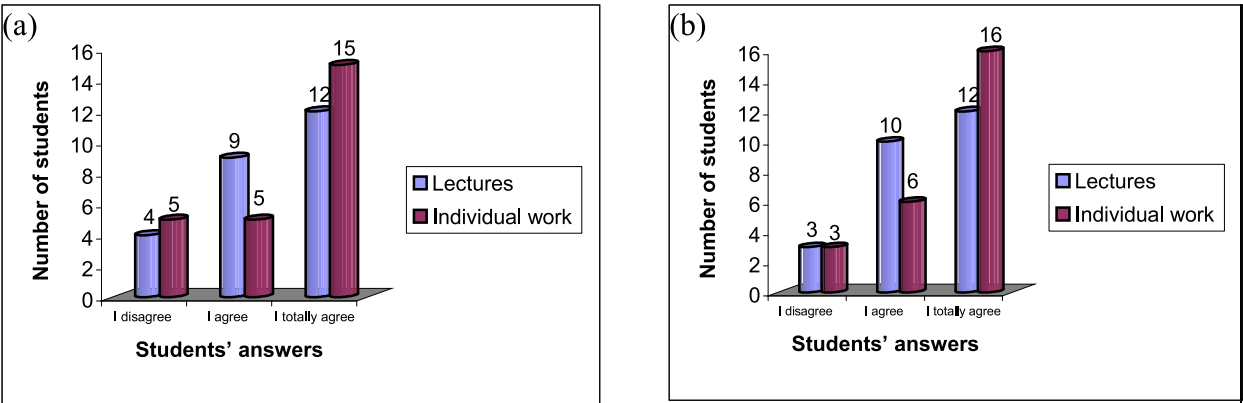 (a)
Number of students
16
14
12
10
8
6
4
2
0
4
5
9
5
12
15
I disagree
I agree
I totally agree
Students’ answers
Lectures
Individual work
(b)
Number of students
16
14
12
10
8
6
4
2
0
3
3
10
6
12
16
I disagree
I agree
I totally agree
Students’ answers
Lectures
Individual work